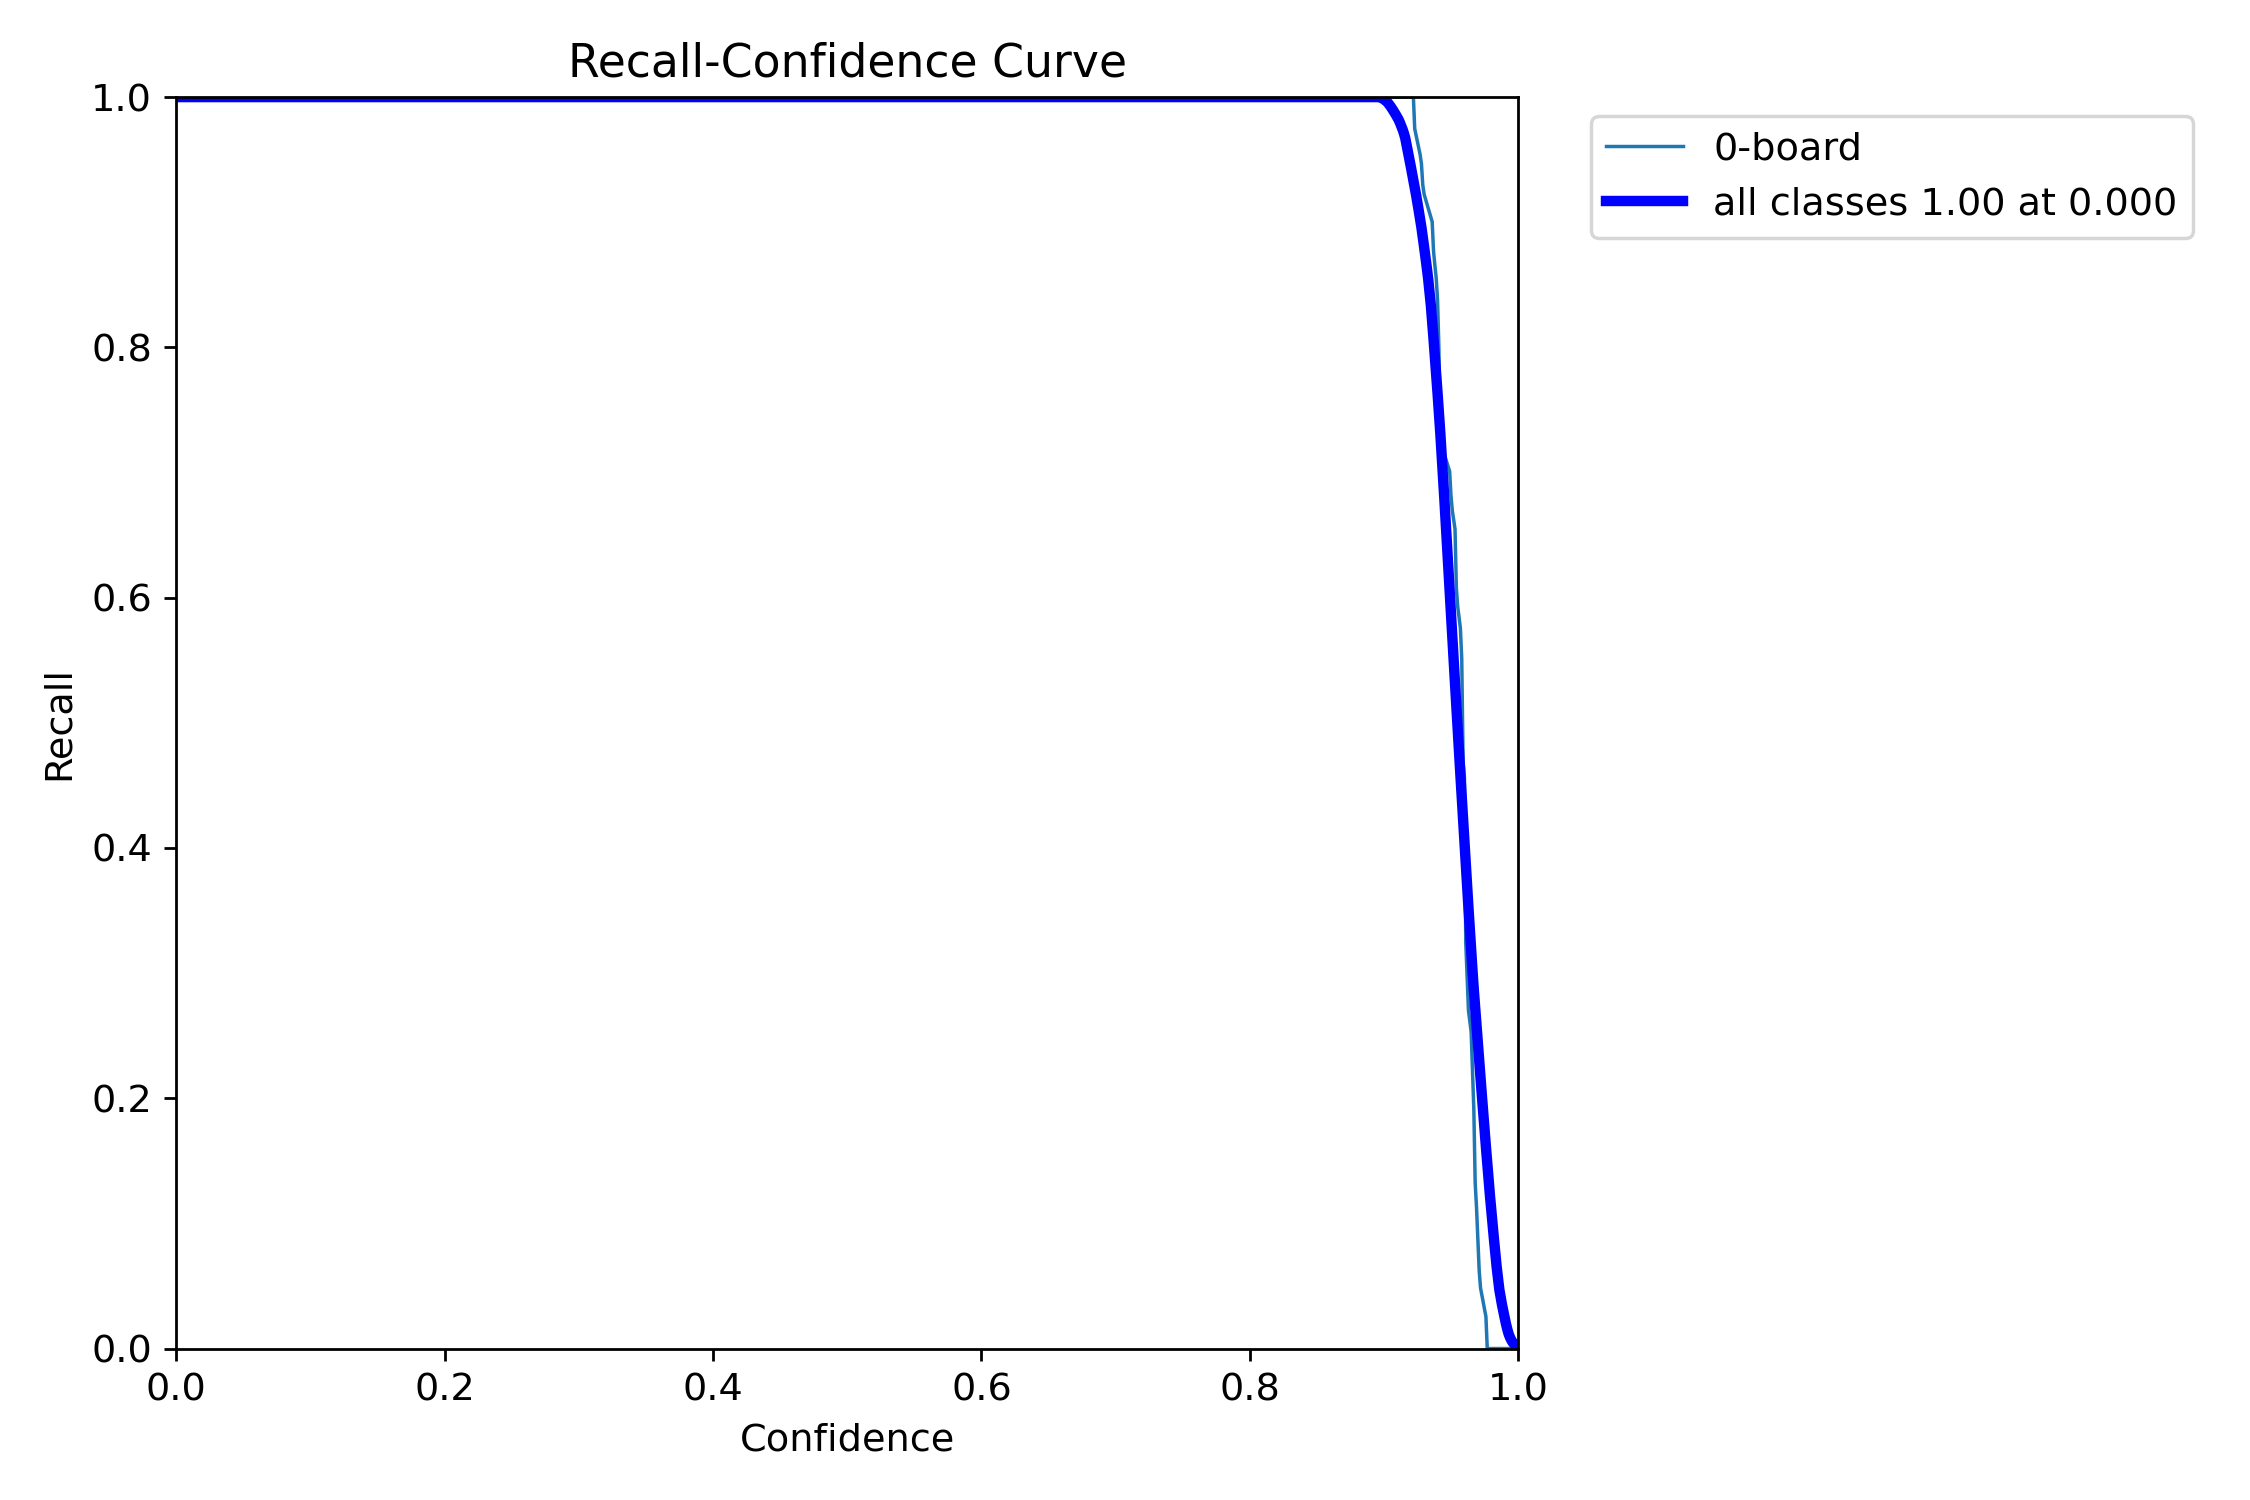 Recall-Confidence Curve
1.0
0.8
0.6
0.4
0.2
0.0
Recall
0.0 0.2 0.4 0.6 0.8 1.0
Confidence
0-board
all classes 1.00 at 0.000